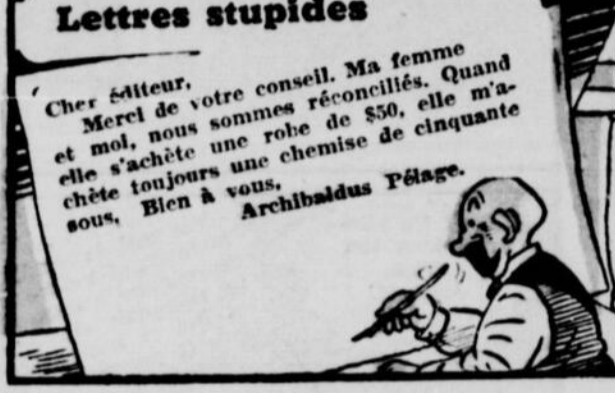 Lettres stupides
Cher éditeur,
Merci de votre conseil. Ma femme
et moi, nous sommes réconciliés. Quand
elle s'achète une robe de $50, elle m'a-
chète toujours une chemise de cinquante
sous. Bien à vous,
Archibaldus Pélage.